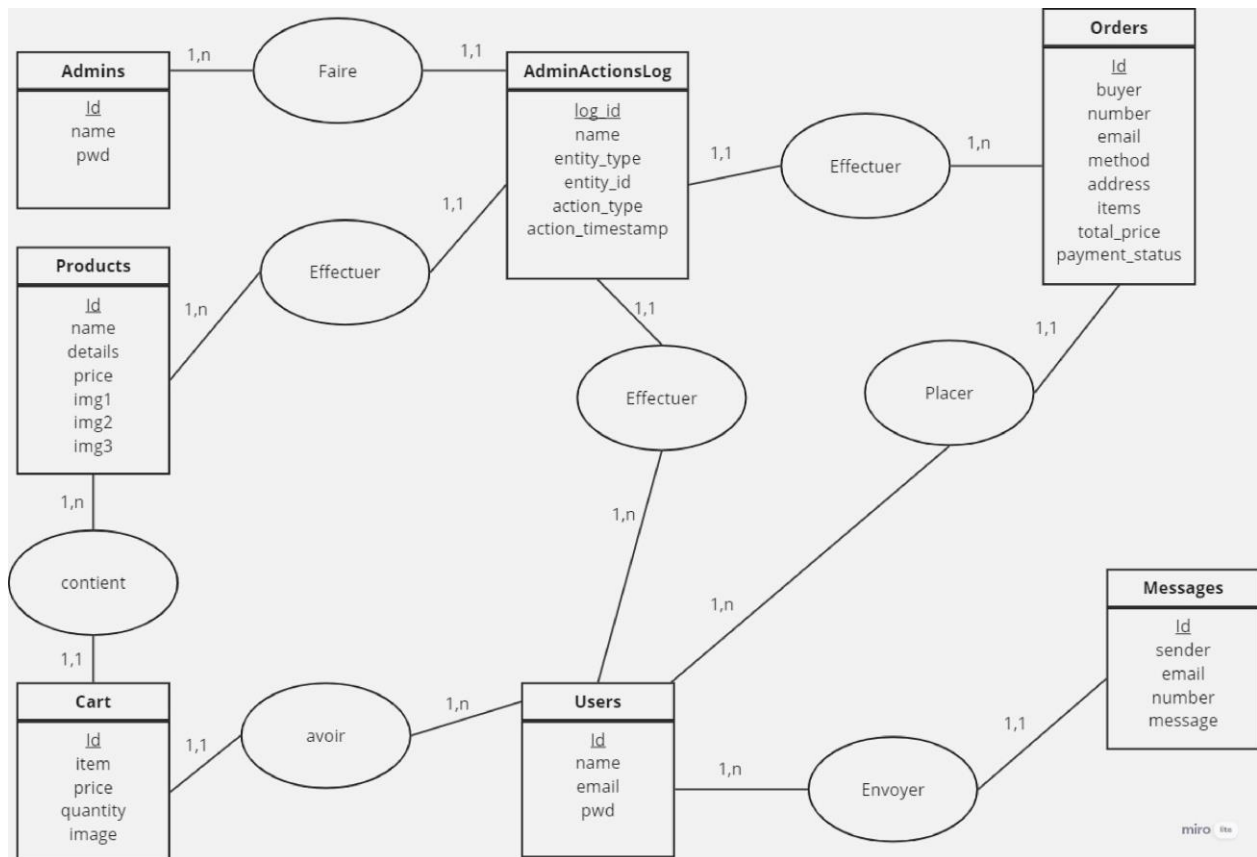 Admins
Id
name
pwd
1,n
Faire
1,1
AdminActionsLog
log_id
name
entity_type
entity_id
action_type
action_timestamp
1,1
Effectuer
1,n
Orders
Id
buyer
number
email
method
address
items
total_price
payment_status
Products
Id
name
details
price
img1
img2
img3
1,n
Effectuer
1,1
1,1
Effectuer
1,n
1,1
Placer
1,n
1,n
contient
1,1
Cart
Id
item
price
quantity
image
1,1
avoir
1,n
Users
Id
name
email
pwd
1,n
Envoyer
1,1
Messages
Id
sender
email
number
message
miro lite